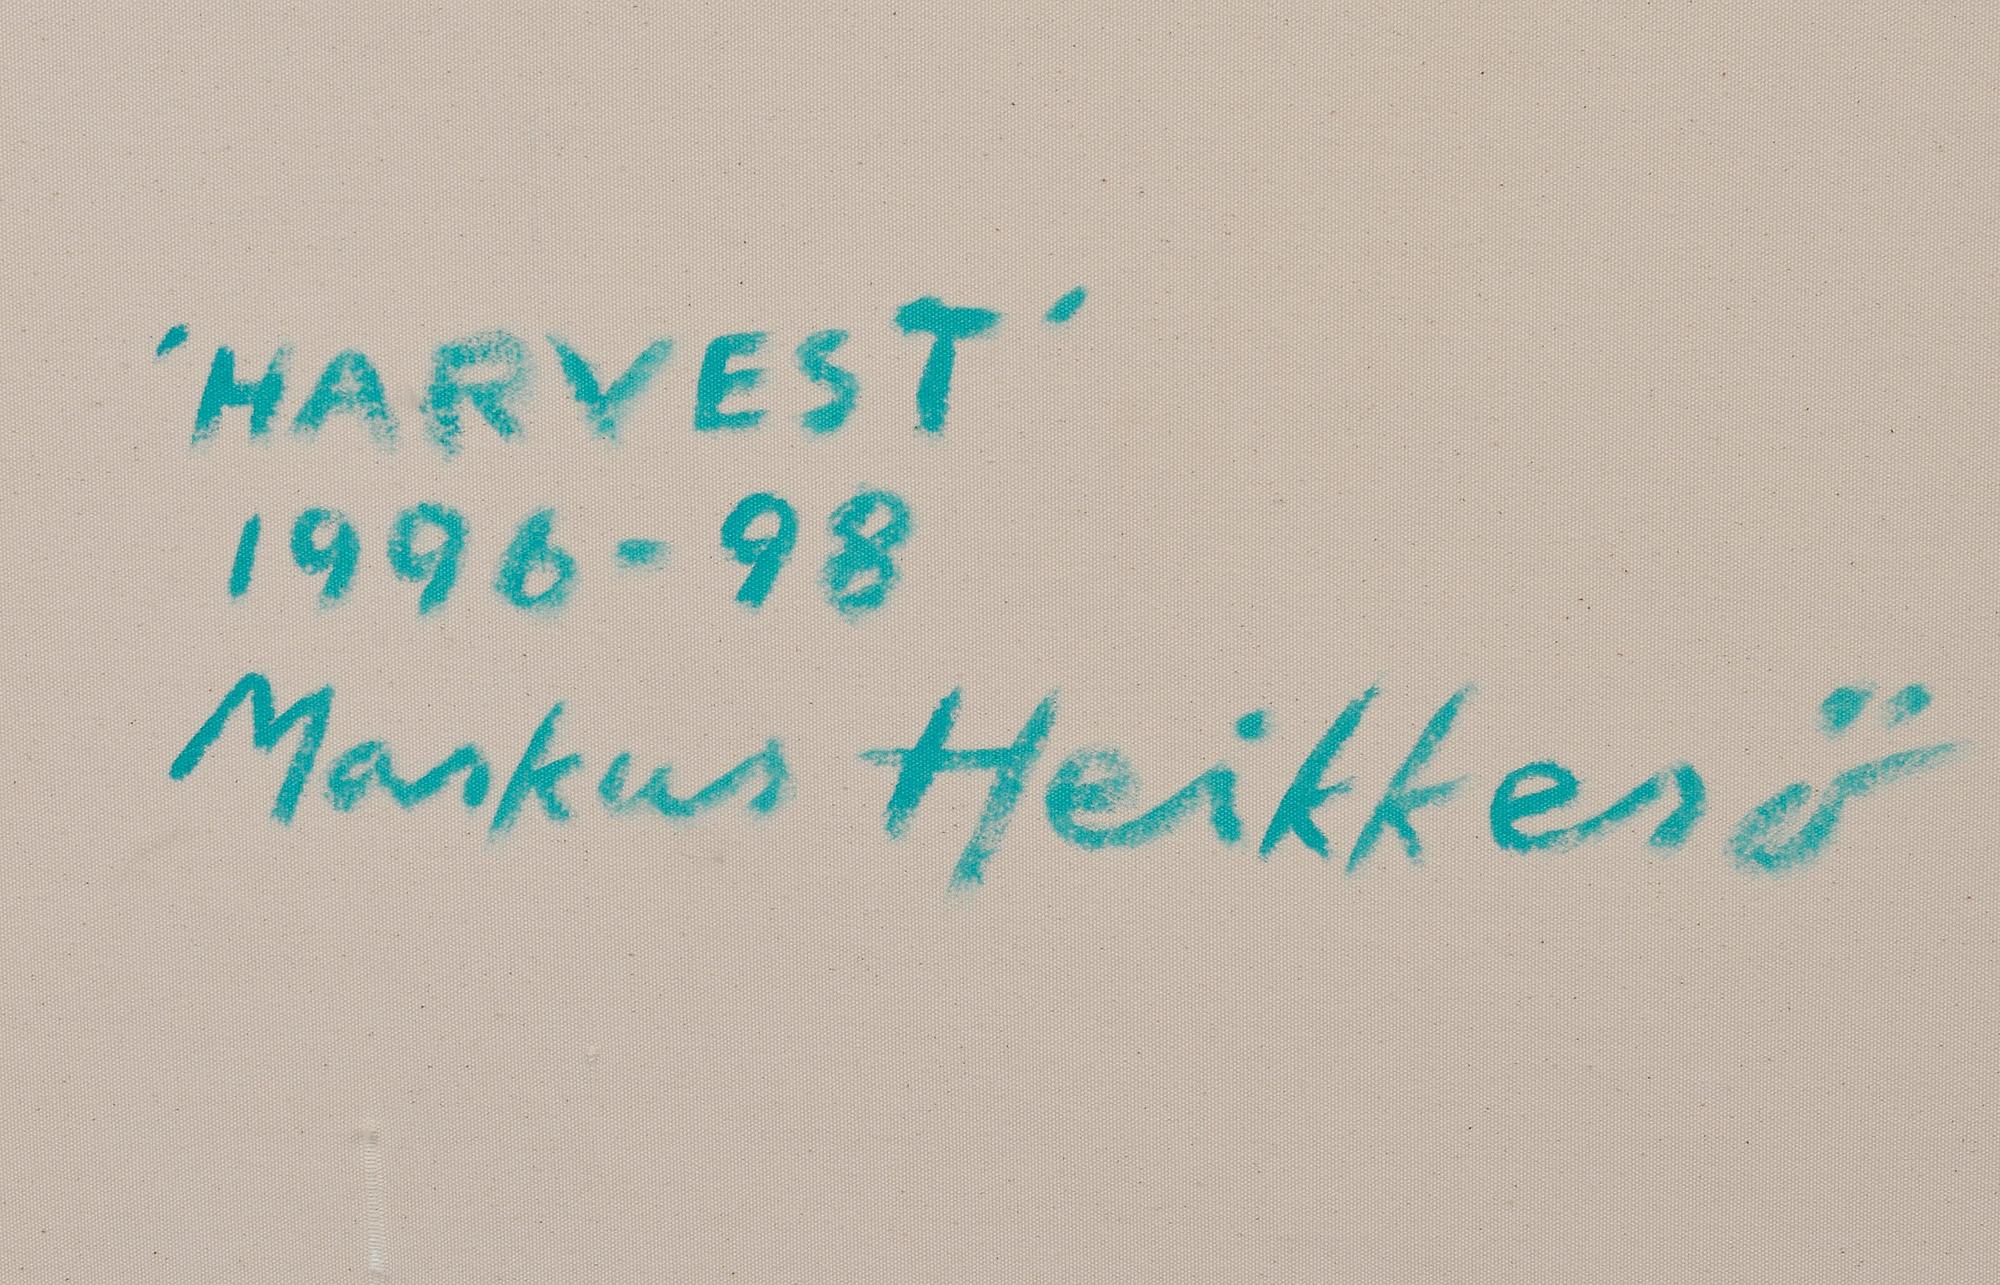 'HARVEST'
1996-98
Markus Heikkerö